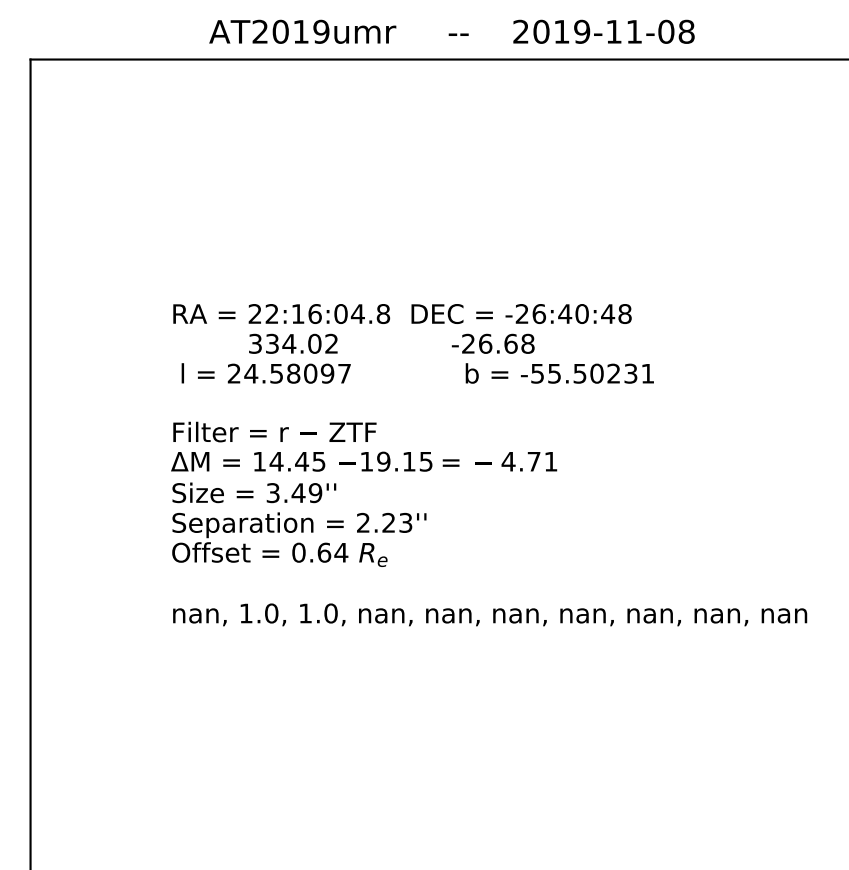 AT2019umr -- 2019-11-08
RA = 22:16:04.8 DEC = -26:40:48
334.02 -26.68
l = 24.58097 b = -55.50231
Filter = r − ZTF
ΔM = 14.45 −19.15 = − 4.71
Size = 3.49''
Separation = 2.23''
Offset = 0.64 Re
nan, 1.0, 1.0, nan, nan, nan, nan, nan, nan, nan